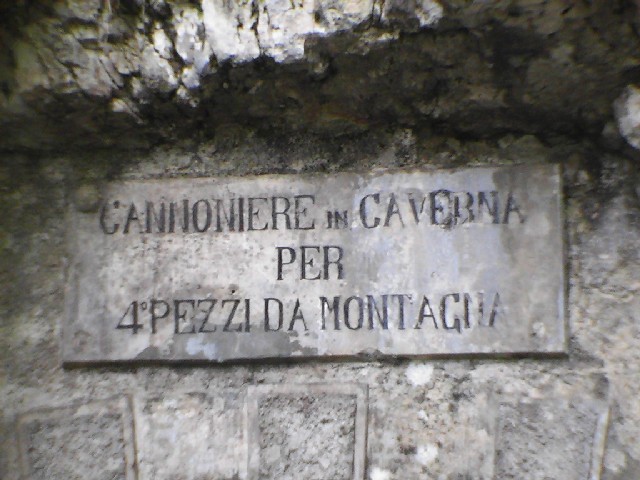 CANNONIERE IN CAVERNA
PER
4° PEZZI DA MONTAGNA